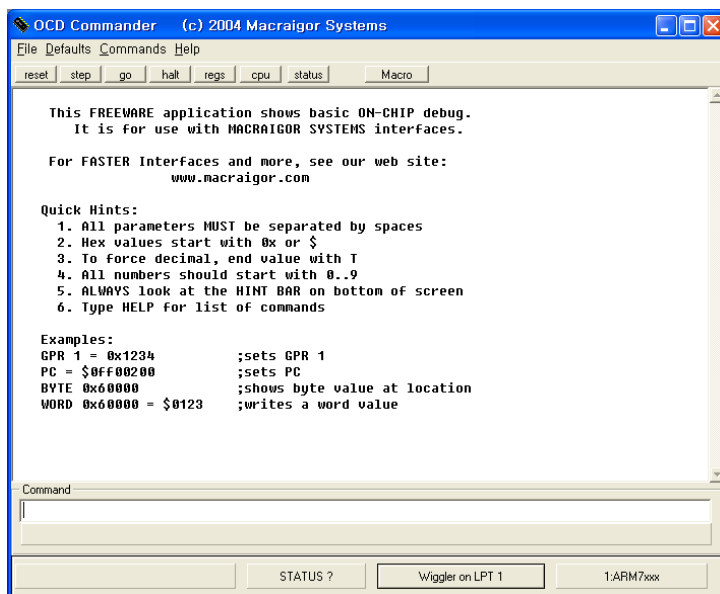 OCD Commander (c) 2004 Macraigor Systems
File Defaults Commands Help
reset step go halt regs cpu status Macro
This FREEWARE application shows basic ON-CHIP debug.
It is for use with MACRAIGOR SYSTEMS interfaces.
For FASTER Interfaces and more, see our web site:
www.macraigor.com
Quick Hints:
1. All parameters MUST be separated by spaces
2. Hex values start with 0x or $
3. To force decimal, end value with T
4. All numbers should start with 0..9
5. ALWAYS look at the HINT BAR on bottom of screen
6. Type HELP for list of commands
Examples:
GPR 1 = 0x1234 ;sets GPR 1
PC = $0ff00200 ;sets PC
BYTE 0x60000 ;shows byte value at location
WORD 0x60000 = $0123 ;writes a word value
Command
STATUS ? Wiggler on LPT 1 1:ARM7xxx